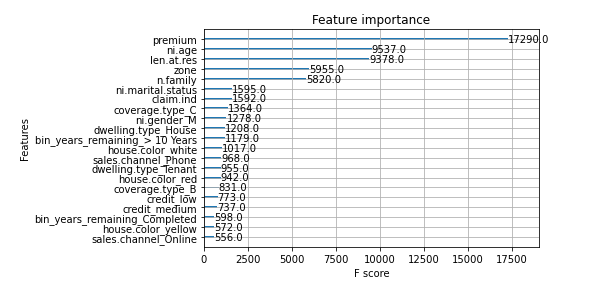 Feature importance
premium 17290.0
ni.age 9537.0
len.at.res 9378.0
zone 5955.0
n.family 5820.0
ni.marital.status 1595.0
claim.ind 1592.0
coverage.type_C 1364.0
ni.gender_M 1278.0
dwelling.type_House 1208.0
bin_years_remaining_> 10 Years 1179.0
house.color_white 1017.0
sales.channel_Phone 968.0
dwelling.type_Tenant 955.0
house.color_red 942.0
coverage.type_B 831.0
credit_low 773.0
credit_medium 737.0
bin_years_remaining_Completed 598.0
house.color_yellow 572.0
sales.channel_Online 556.0
Features
0 2500 5000 7500 10000 12500 15000 17500
F score